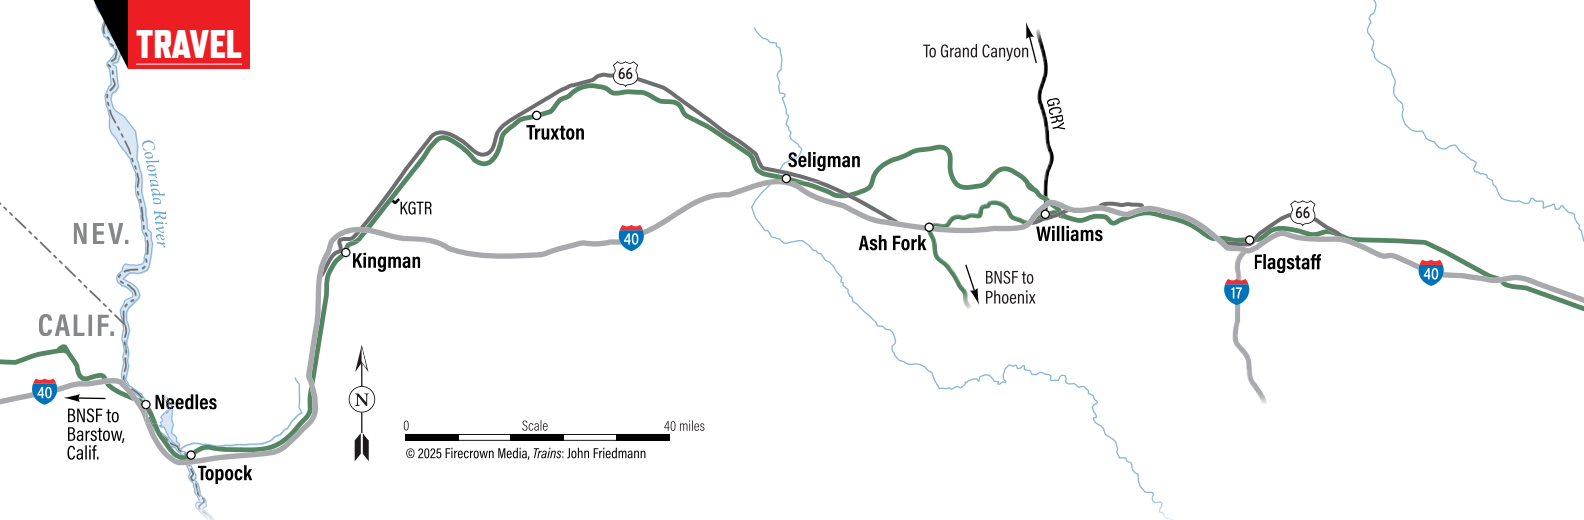 TRAVEL
To Grand Canyon
GCRY
66
Truxton
Colorado River
Seligman
KGTR
66
NEV.
40
Williams
Ash Fork
Kingman
Flagstaff
40
BNSF to
Phoenix
17
CALIF.
40
Needles
BNSF to
Barstow,
Calif.
N
0 Scale 40 miles
© 2025 Firecrown Media, Trains: John Friedmann
Topock